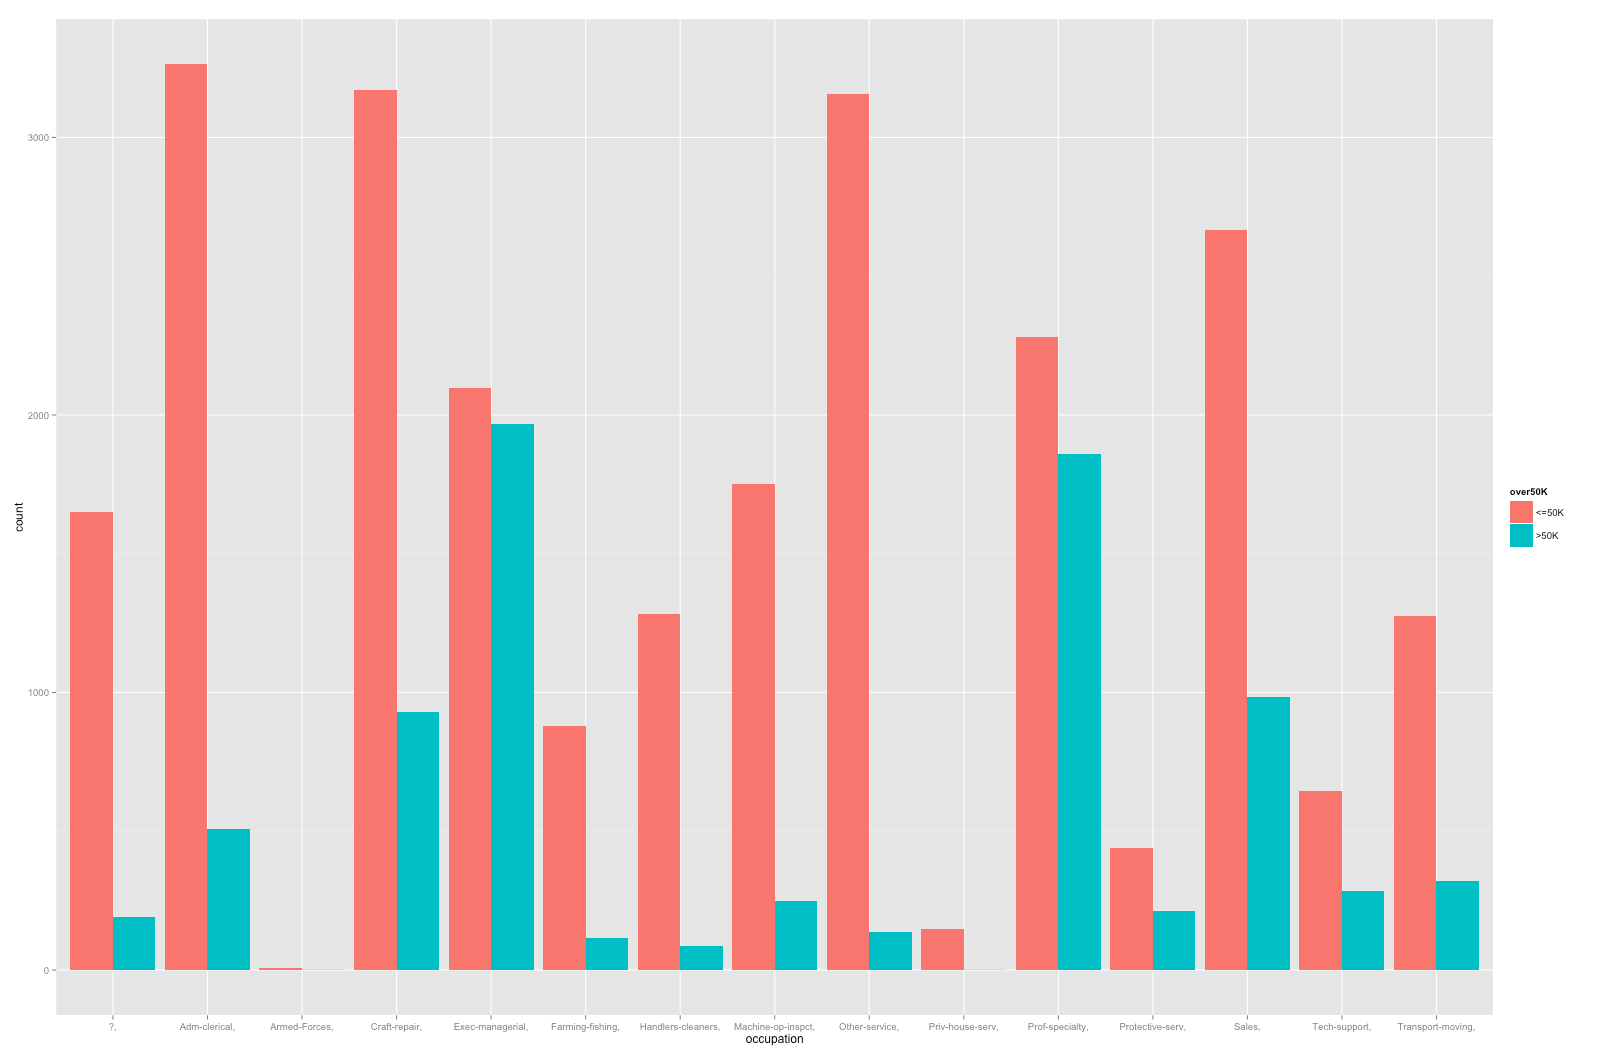 3000
2000
1000
0
count
?, Adm-clerical, Armed-Forces, Craft-repair, Exec-managerial, Farming-fishing, Handlers-cleaners, Machine-op-inspct, Other-service, Priv-house-serv, Prof-specialty, Protective-serv, Sales, Tech-support, Transport-moving,
occupation
over50K
<=50K
>50K